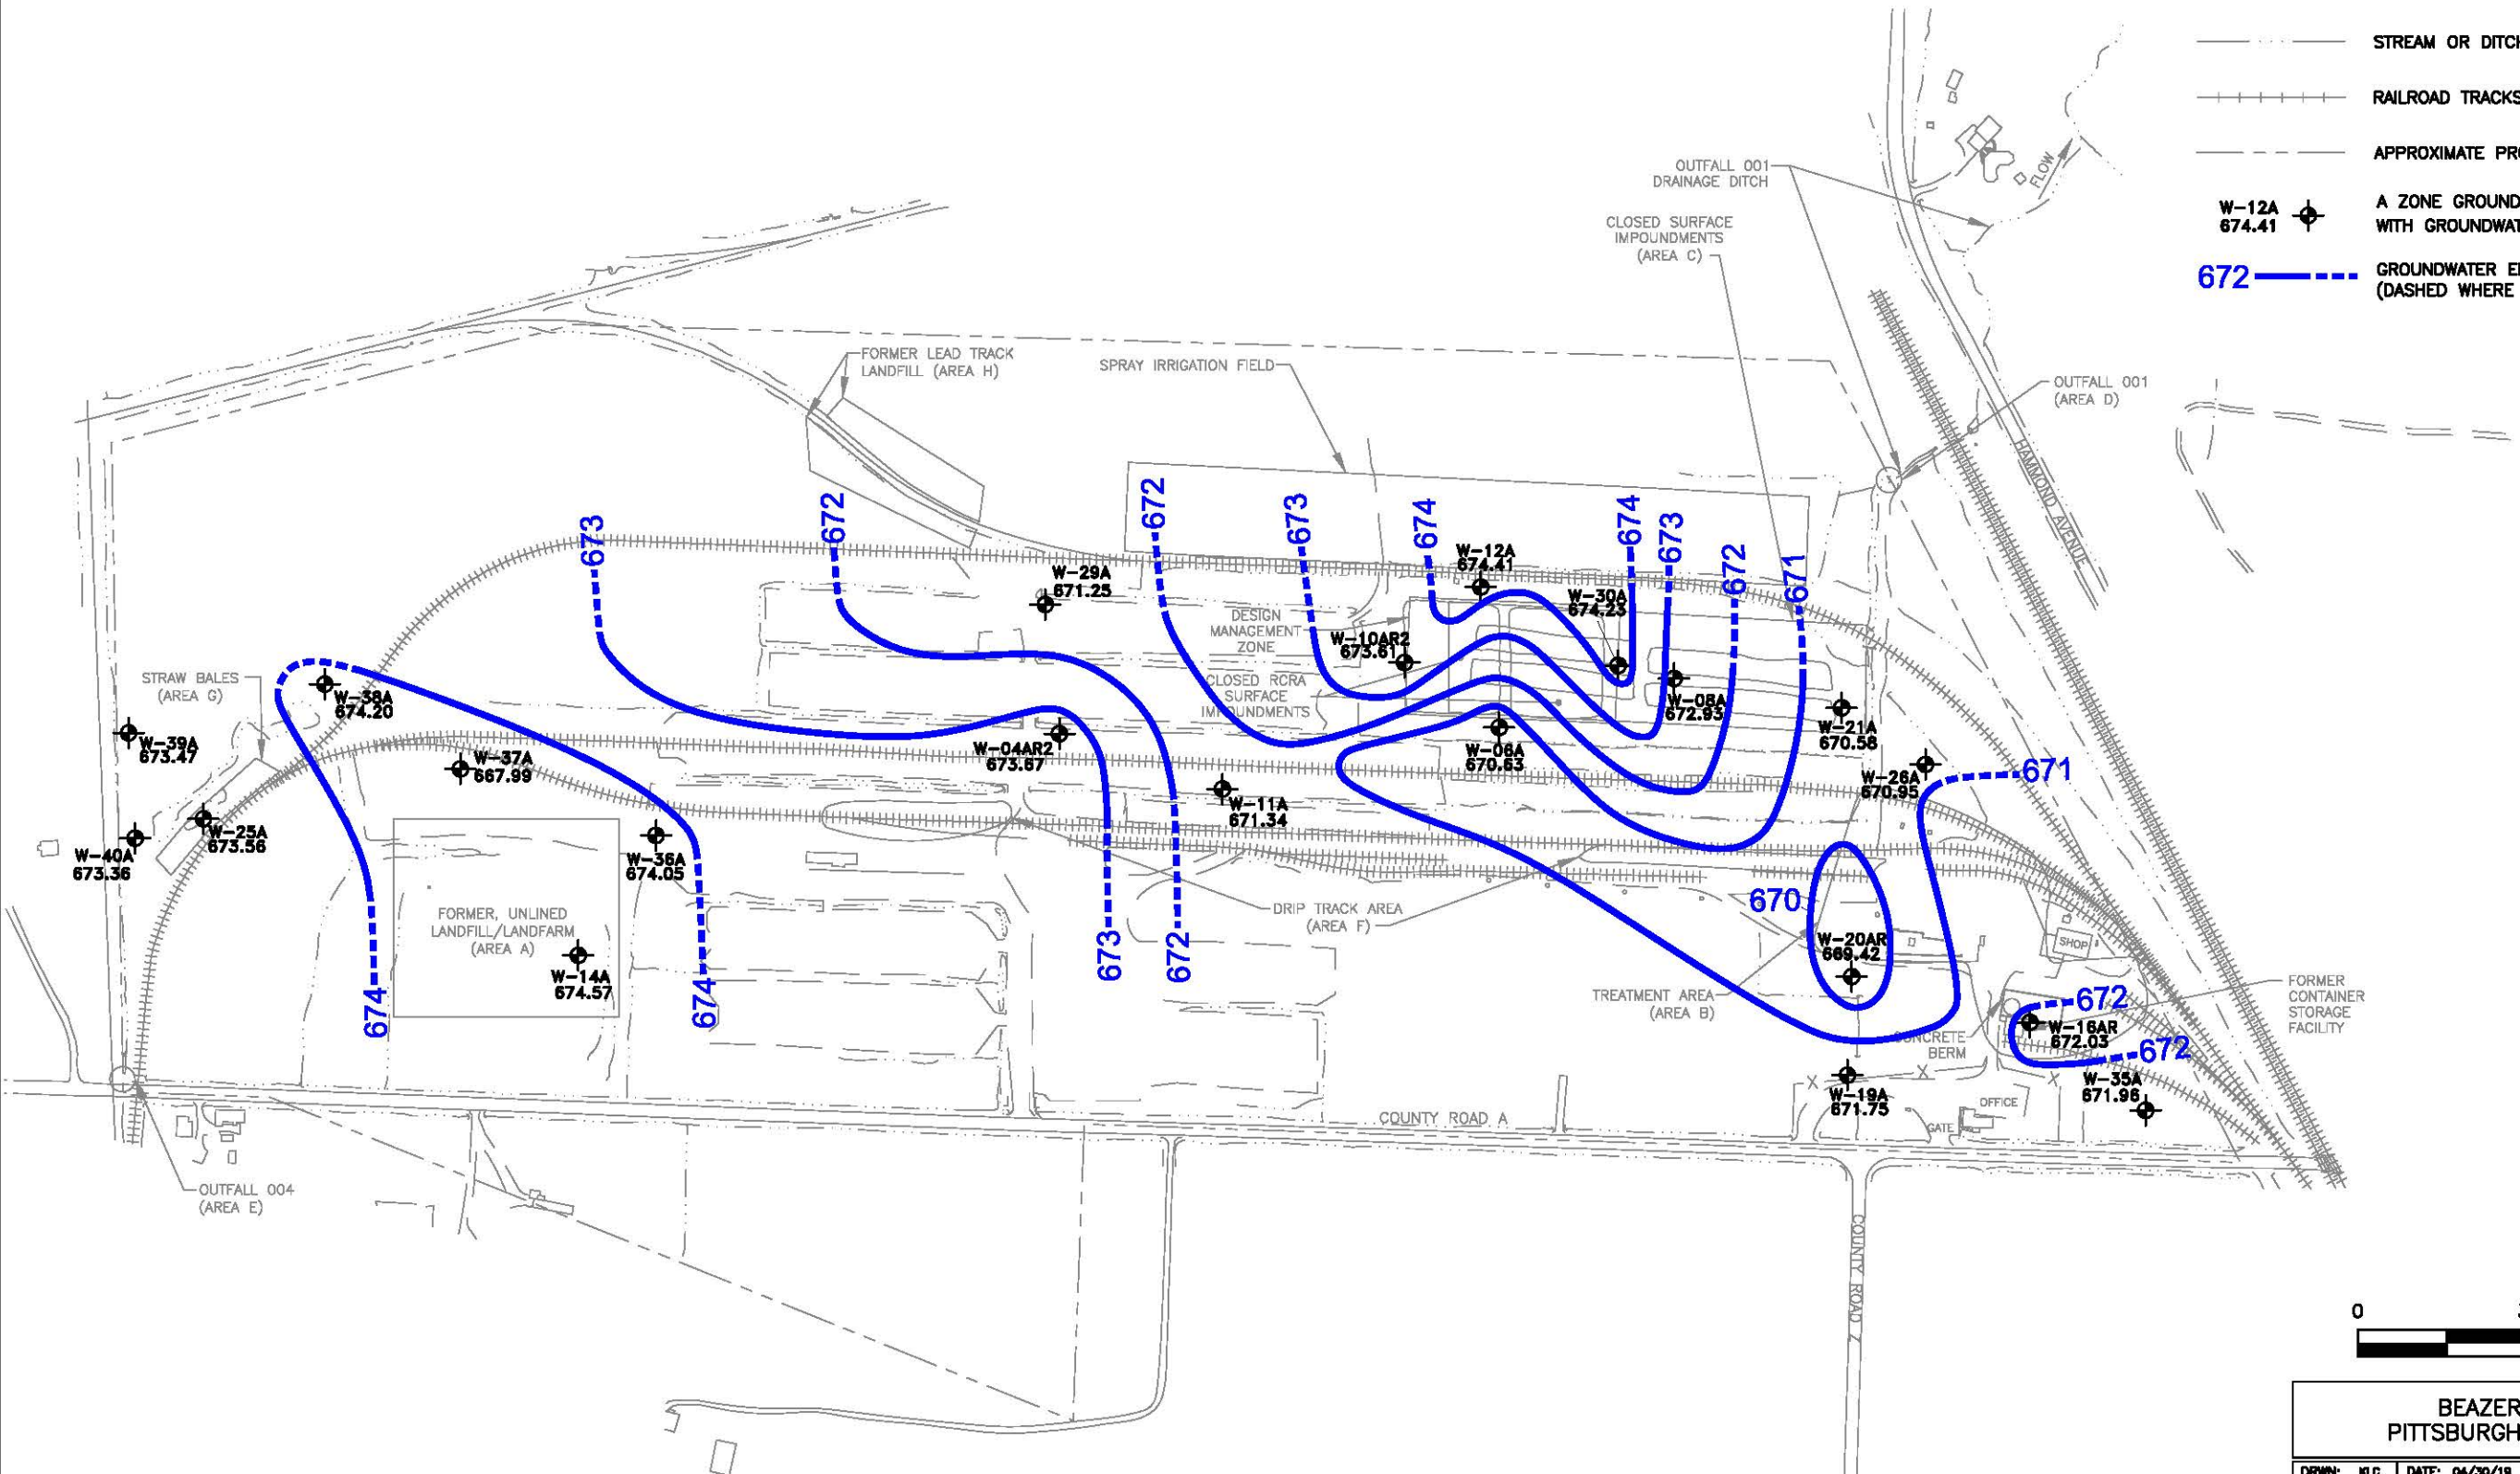 STREAM OR DITCH
RAILROAD TRACKS
APPROXIMATE
W-12A
674.41
A ZONE GROUND
WITH
672
GROUNDWATER
(DASHED WHERE
OUTFALL 001
DRAINAGE DITCH
FLOW
CLOSED SURFACE
IMPOUNDMENTS
(AREA C)
FORMER LEAD TRACK
LANDFILL (AREA H)
SPRAY IRRIGATION FIELD
OUTFALL 001
(AREA D)
HAMMOND AVENUE
673
672
672
673
674
674
673
672
671
W-12A
674.41
W-29A
671.25
W-30A
674.23
DESIGN
MANAGEMENT
ZONE
W-10AR2
673.61
CLOSED RCRA
SURFACE
IMPOUNDMENTS
STRAW BALES
(AREA G)
W-38A
674.20
W-08A
672.93
W-21A
670.58
W-39A
673.47
W-37A
667.99
W-04AR2
673.67
W-06A
670.63
W-26A
670.95
671
W-11A
671.34
W-25A
673.56
W-40A
673.36
W-36A
674.05
FORMER, UNLINED
LANDFILL/LANDFARM
(AREA A)
DRIP TRACK AREA
(AREA F)
670
W-20AR
669.42
SHOP
W-14A
674.57
674
674
673
672
TREATMENT AREA
(AREA B)
FORMER
CONTAINER
STORAGE
FACILITY
672
W-16AR
672.03
CONCRETE
BERM
672
W-35A
671.96
W-19A
671.75
OFFICE
GATE
COUNTY ROAD A
OUTFALL 004
(AREA E)
COUNTY ROAD Z
0
BEAZER
PITTSBURGH
DRWN: KLC DATE: 04/30/19